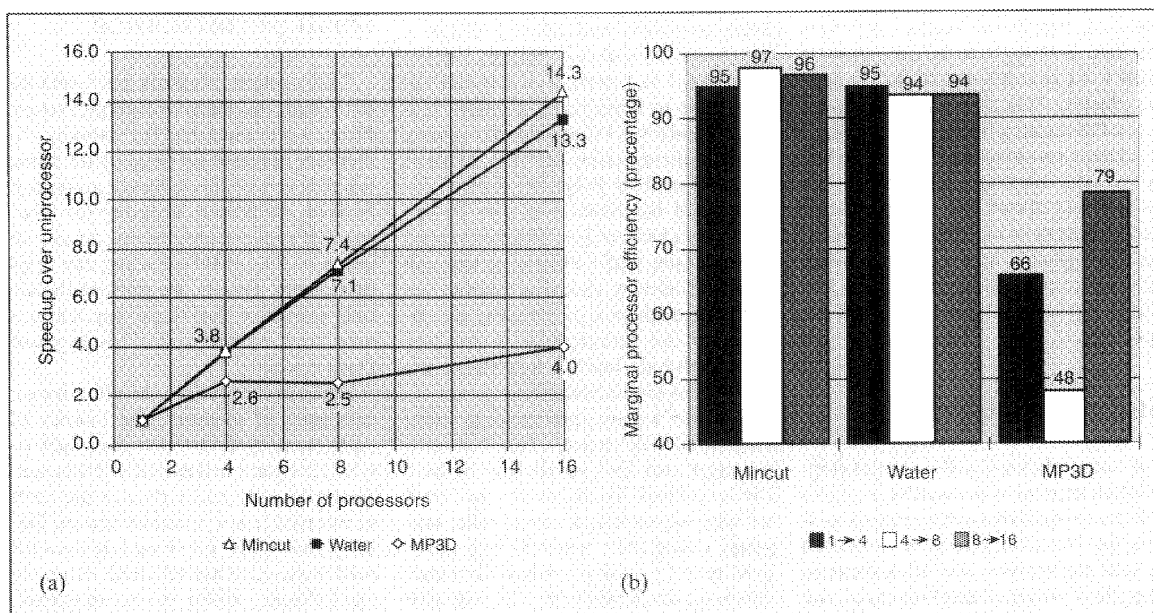 16.0
14.0
12.0
10.0
8.0
6.0
4.0
2.0
0.0
Speedup over uniprocessor
14.3
13.3
7.4
7.1
3.8
2.6
2.5
4.0
0 2 4 6 8 10 12 14 16
Number of processors
Mincut Water MP3D
(a)
100
90
80
70
60
50
40
Marginal processor efficiency (precentage)
95 97 96
95 94 94
66 48 79
Mincut Water MP3D
1→4 4→8 8→16
(b)